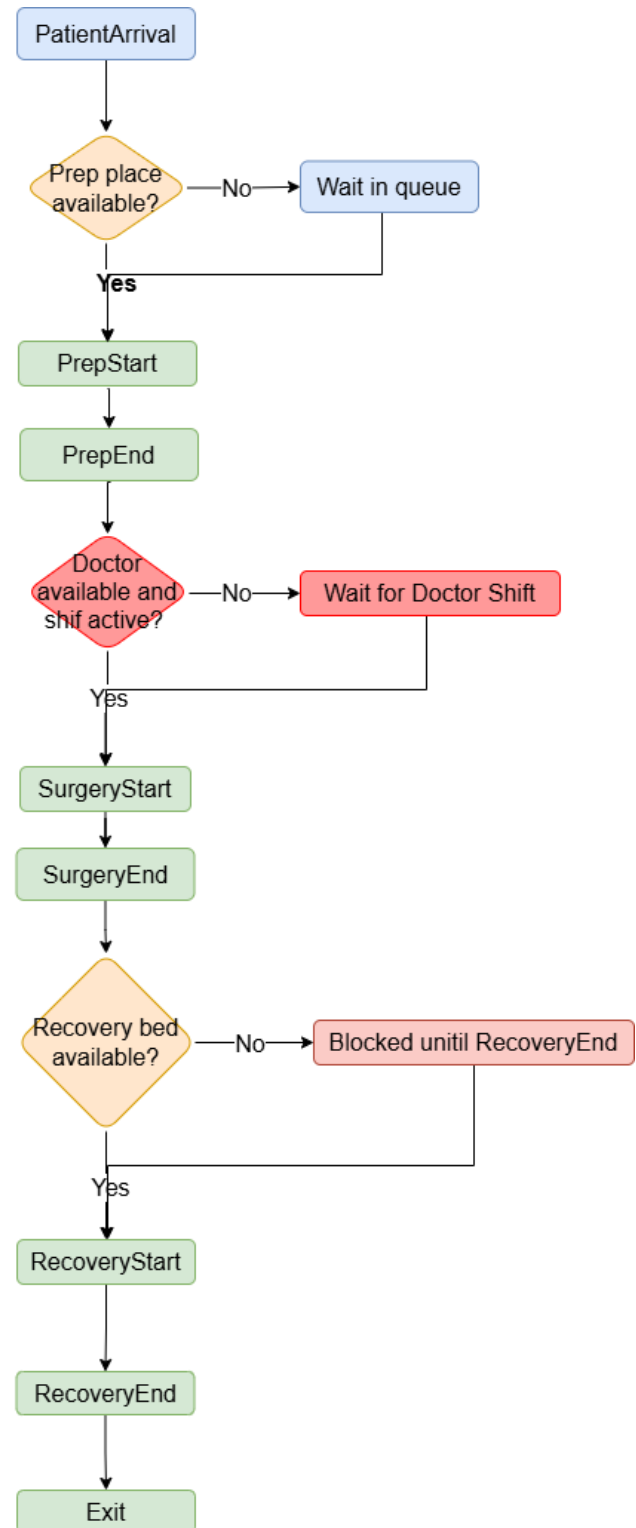 PatientArrival
Prep place
available?
No
Wait in queue
Yes
PrepStart
PrepEnd
Doctor
available and
shif active?
No
Wait for Doctor Shift
Yes
SurgeryStart
SurgeryEnd
Recovery bed
available?
No
Blocked unitil RecoveryEnd
Yes
RecoveryStart
RecoveryEnd
Exit